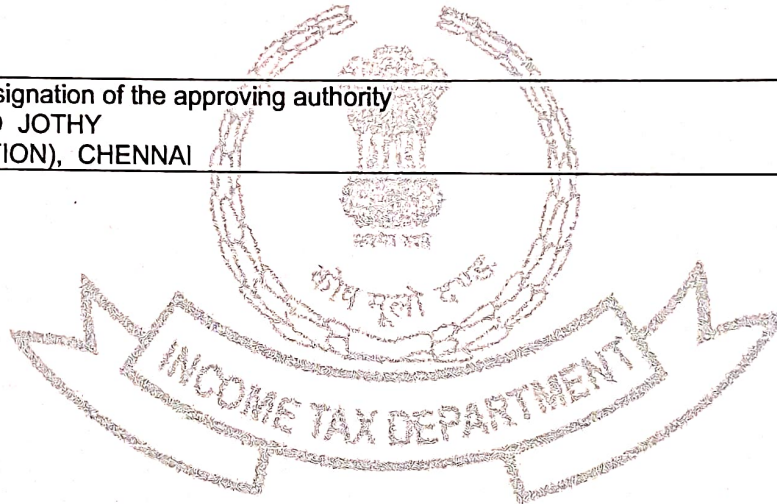 signation of the approving authority
JOTHY
TION), CHENNAI
सत्यमेव जयते
कोष मूलो दण्डः
INCOME TAX DEPARTMENT